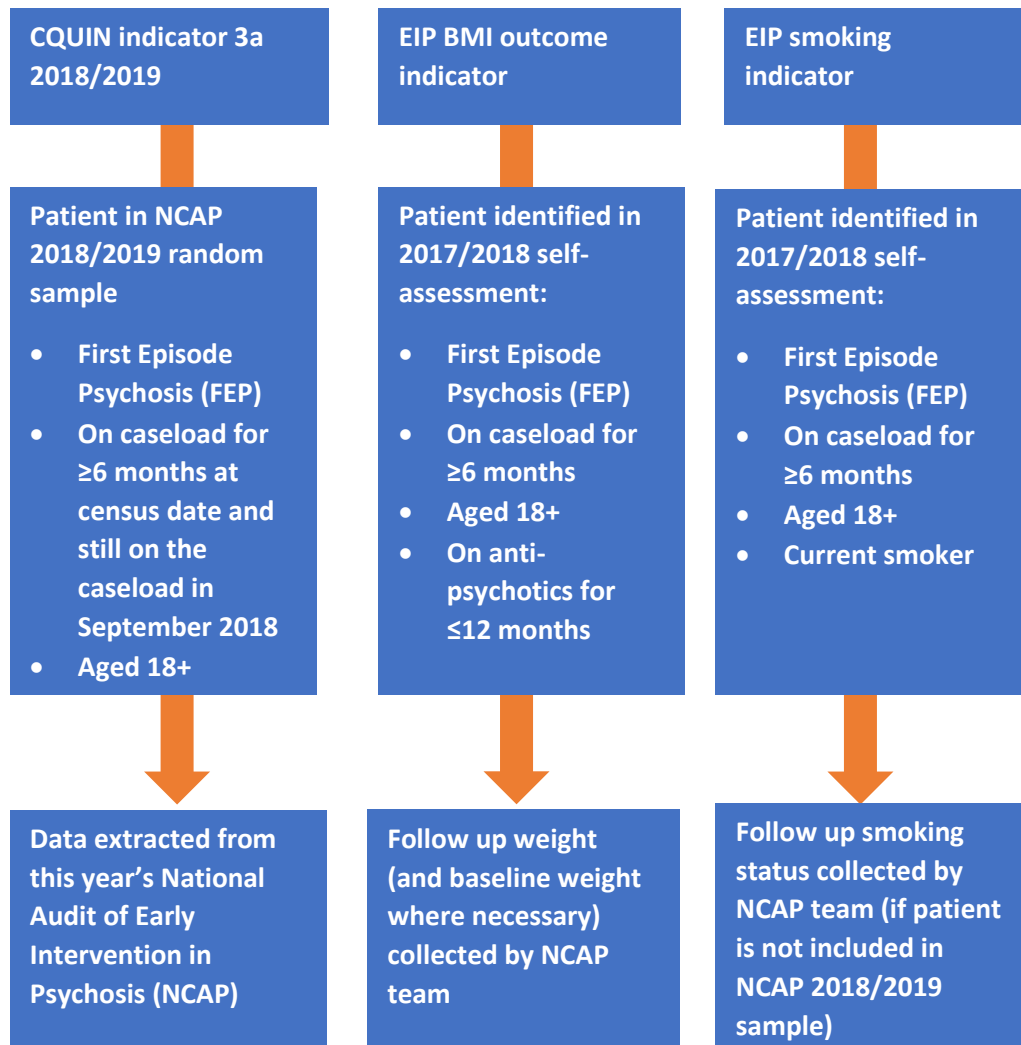 CQUIN indicator 3a
2018/2019
Patient in NCAP
2018/2019 random
sample
• First Episode
Psychosis (FEP)
• On caseload for
≥6 months at
census date and
still on the
caseload in
September 2018
• Aged 18+
Data extracted from
this year’s National
Audit of Early
Intervention in
Psychosis (NCAP)
EIP BMI outcome
indicator
Patient identified in
2017/2018 self-
assessment:
• First Episode
Psychosis (FEP)
• On caseload for
≥6 months
• Aged 18+
• On anti-
psychotics for
≤12 months
Follow up weight
(and baseline weight
where necessary)
collected by NCAP
team
EIP smoking
indicator
Patient identified in
2017/2018 self-
assessment:
• First Episode
Psychosis (FEP)
• On caseload for
≥6 months
• Aged 18+
• Current smoker
Follow up smoking
status collected by
NCAP team (if patient
is not included in
NCAP 2018/2019
sample)